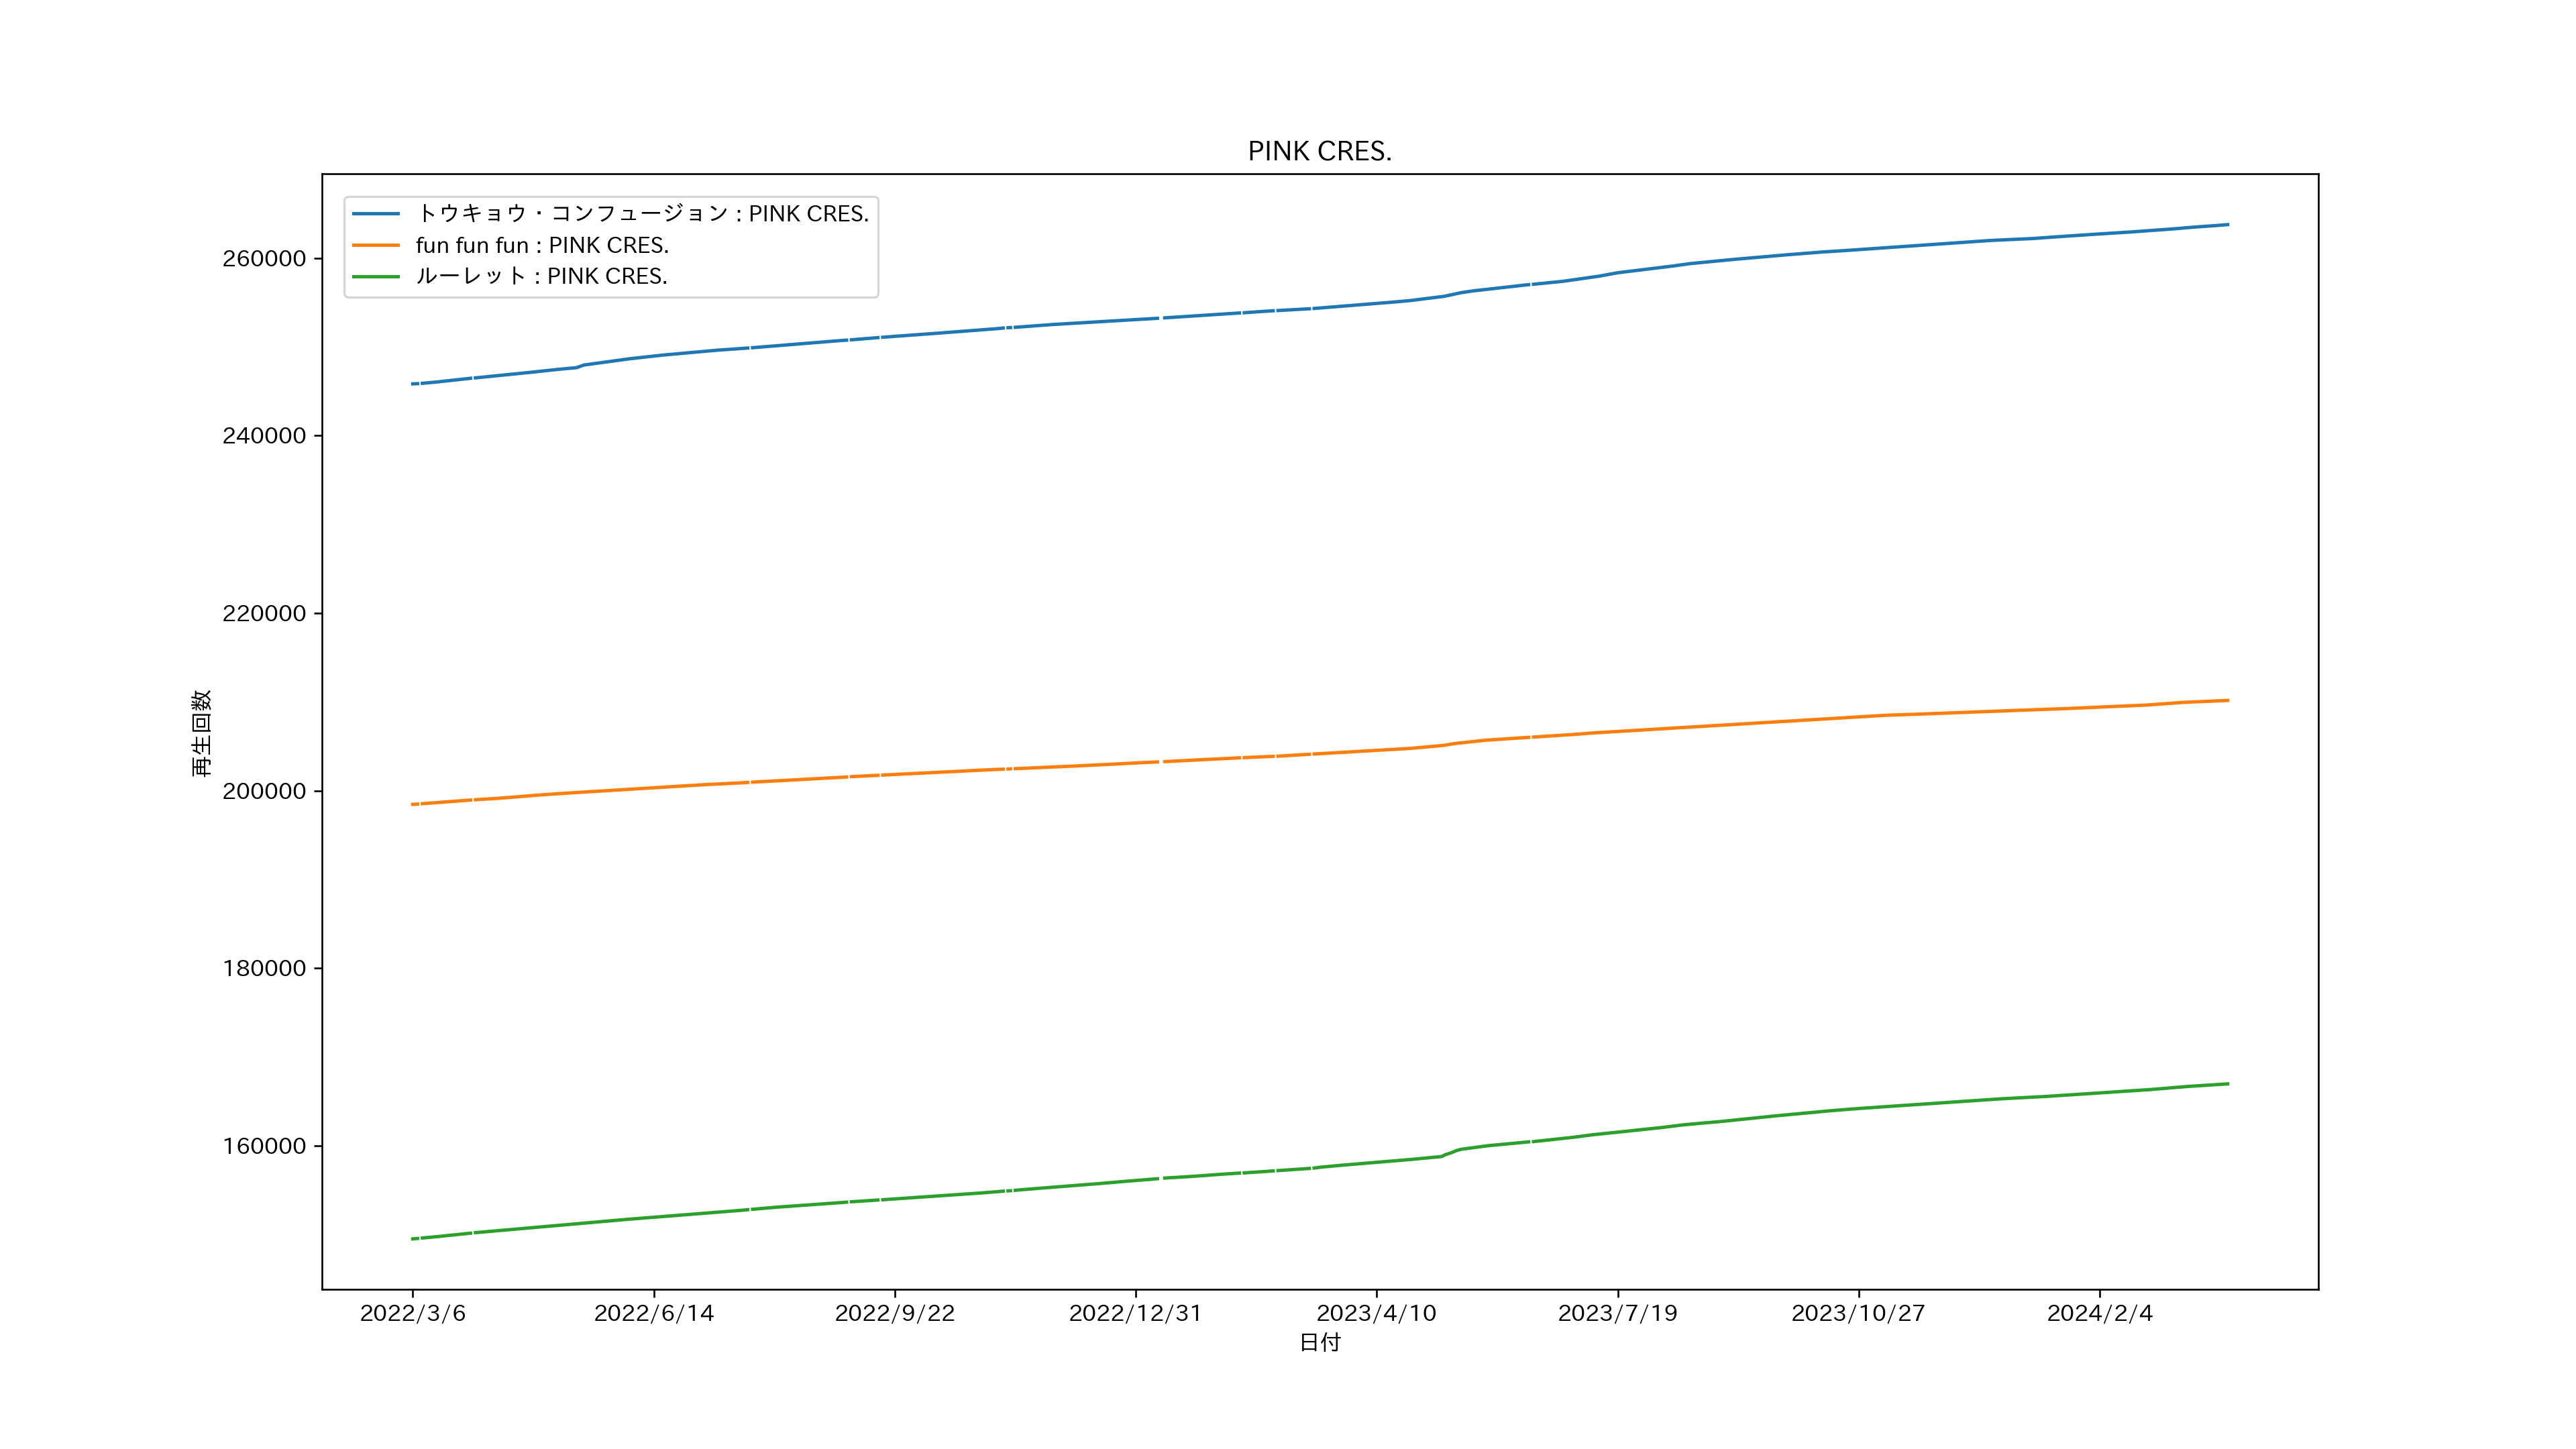 PINK CRES.
トウキョウ・コンフュージョン : PINK CRES.
fun fun fun : PINK CRES.
ルーレット : PINK CRES.
260000
240000
220000
200000
180000
160000
再生回数
2022/3/6 2022/6/14 2022/9/22 2022/12/31 2023/4/10 2023/7/19 2023/10/27 2024/2/4
日付